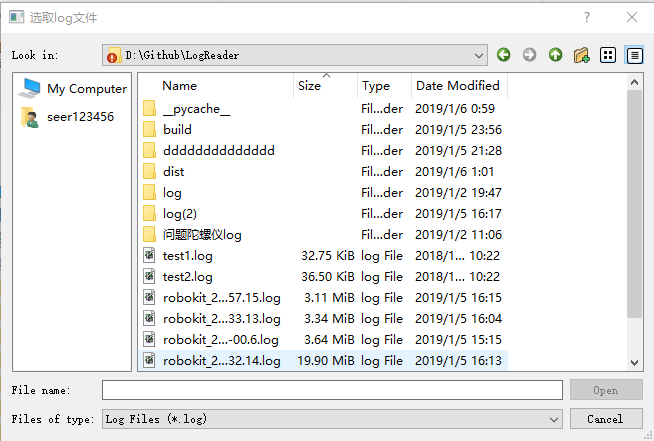 选取log文件
Look in: D:\Github\LogReader
My Computer
seer123456
Name Size Type Date Modified
__pycache__ Fil...der 2019/1/6 0:59
build Fil...der 2019/1/5 23:56
dddddddddddddd Fil...der 2019/1/5 21:28
dist Fil...der 2019/1/6 1:01
log Fil...der 2019/1/2 19:47
log(2) Fil...der 2019/1/5 16:17
问题陀螺仪log Fil...der 2019/1/2 11:06
test1.log 32.75 KiB log File 2018/1... 10:22
test2.log 36.50 KiB log File 2018/1... 10:22
robokit_2...57.15.log 3.11 MiB log File 2019/1/5 16:15
robokit_2...33.13.log 3.34 MiB log File 2019/1/5 16:04
robokit_2...-00.6.log 3.64 MiB log File 2019/1/5 15:15
robokit_2...32.14.log 19.90 MiB log File 2019/1/5 16:13
File name: Open
Files of type: Log Files (*.log) Cancel